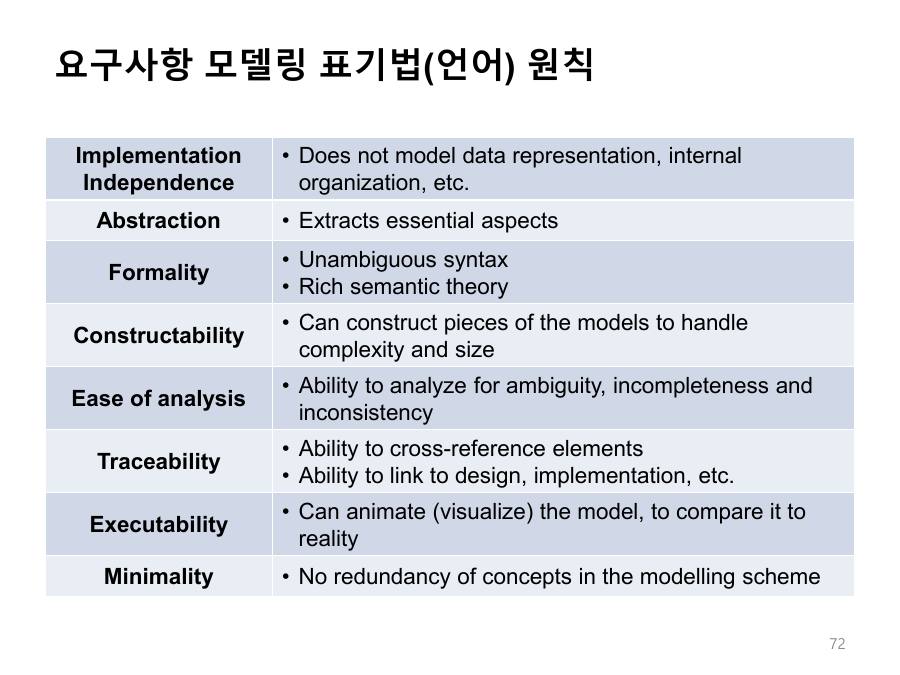 요구사항 모델링 표기법(언어) 원칙
Implementation
Independence
• Does not model data representation, internal
organization, etc.
Abstraction
• Extracts essential aspects
Formality
• Unambiguous syntax
• Rich semantic theory
Constructability
• Can construct pieces of the models to handle
complexity and size
Ease of analysis
• Ability to analyze for ambiguity, incompleteness and
inconsistency
Traceability
• Ability to cross-reference elements
• Ability to link to design, implementation, etc.
Executability
• Can animate (visualize) the model, to compare it to
reality
Minimality
• No redundancy of concepts in the modelling scheme
72